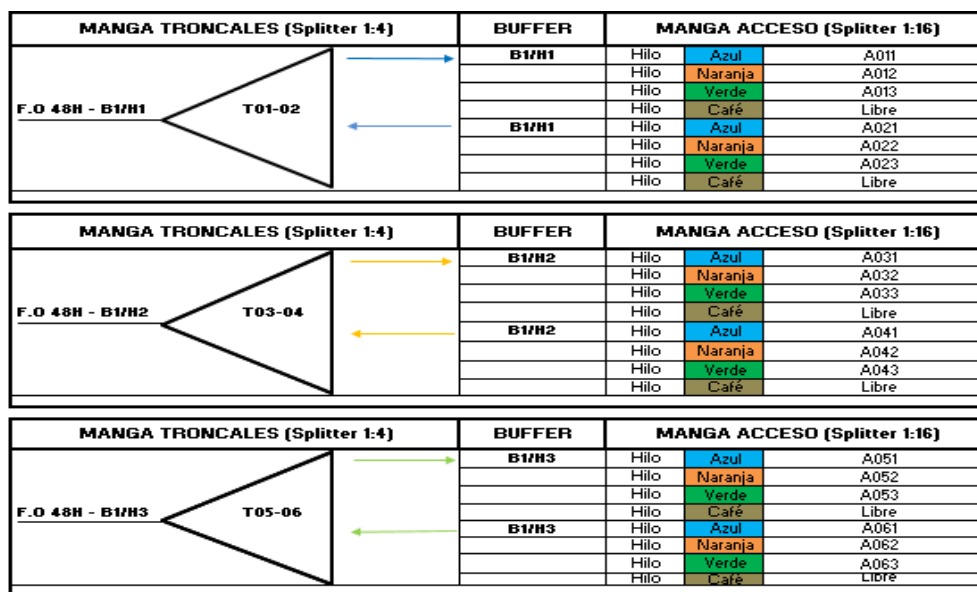 MANGA TRONCALES (Splitter 1:4) BUFFER MANGA ACCESO (Splitter 1:16)
B1/H1 Hilo Azul A011
Hilo Naranja A012
Hilo Verde A013
F.O 48H - B1/H1 T01-02 Hilo Café Libre
B1/H1 Hilo Azul A021
Hilo Naranja A022
Hilo Verde A023
Hilo Café Libre
MANGA TRONCALES (Splitter 1:4) BUFFER MANGA ACCESO (Splitter 1:16)
B1/H2 Hilo Azul A031
Hilo Naranja A032
Hilo Verde A033
F.O 48H - B1/H2 T03-04 Hilo Café Libre
B1/H2 Hilo Azul A041
Hilo Naranja A042
Hilo Verde A043
Hilo Café Libre
MANGA TRONCALES (Splitter 1:4) BUFFER MANGA ACCESO (Splitter 1:16)
B1/H3 Hilo Azul A051
Hilo Naranja A052
Hilo Verde A053
F.O 48H - B1/H3 T05-06 Hilo Café Libre
B1/H3 Hilo Azul A061
Hilo Naranja A062
Hilo Verde A063
Hilo Café Libre